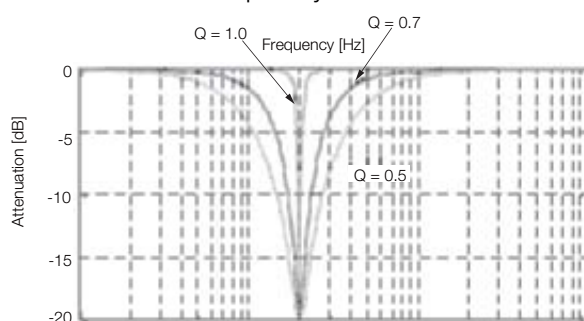 Q = 0.7
Q = 1.0
Frequency [Hz]
0
-5
Q = 0.5
-10
-15
-20
Attenuation [dB]